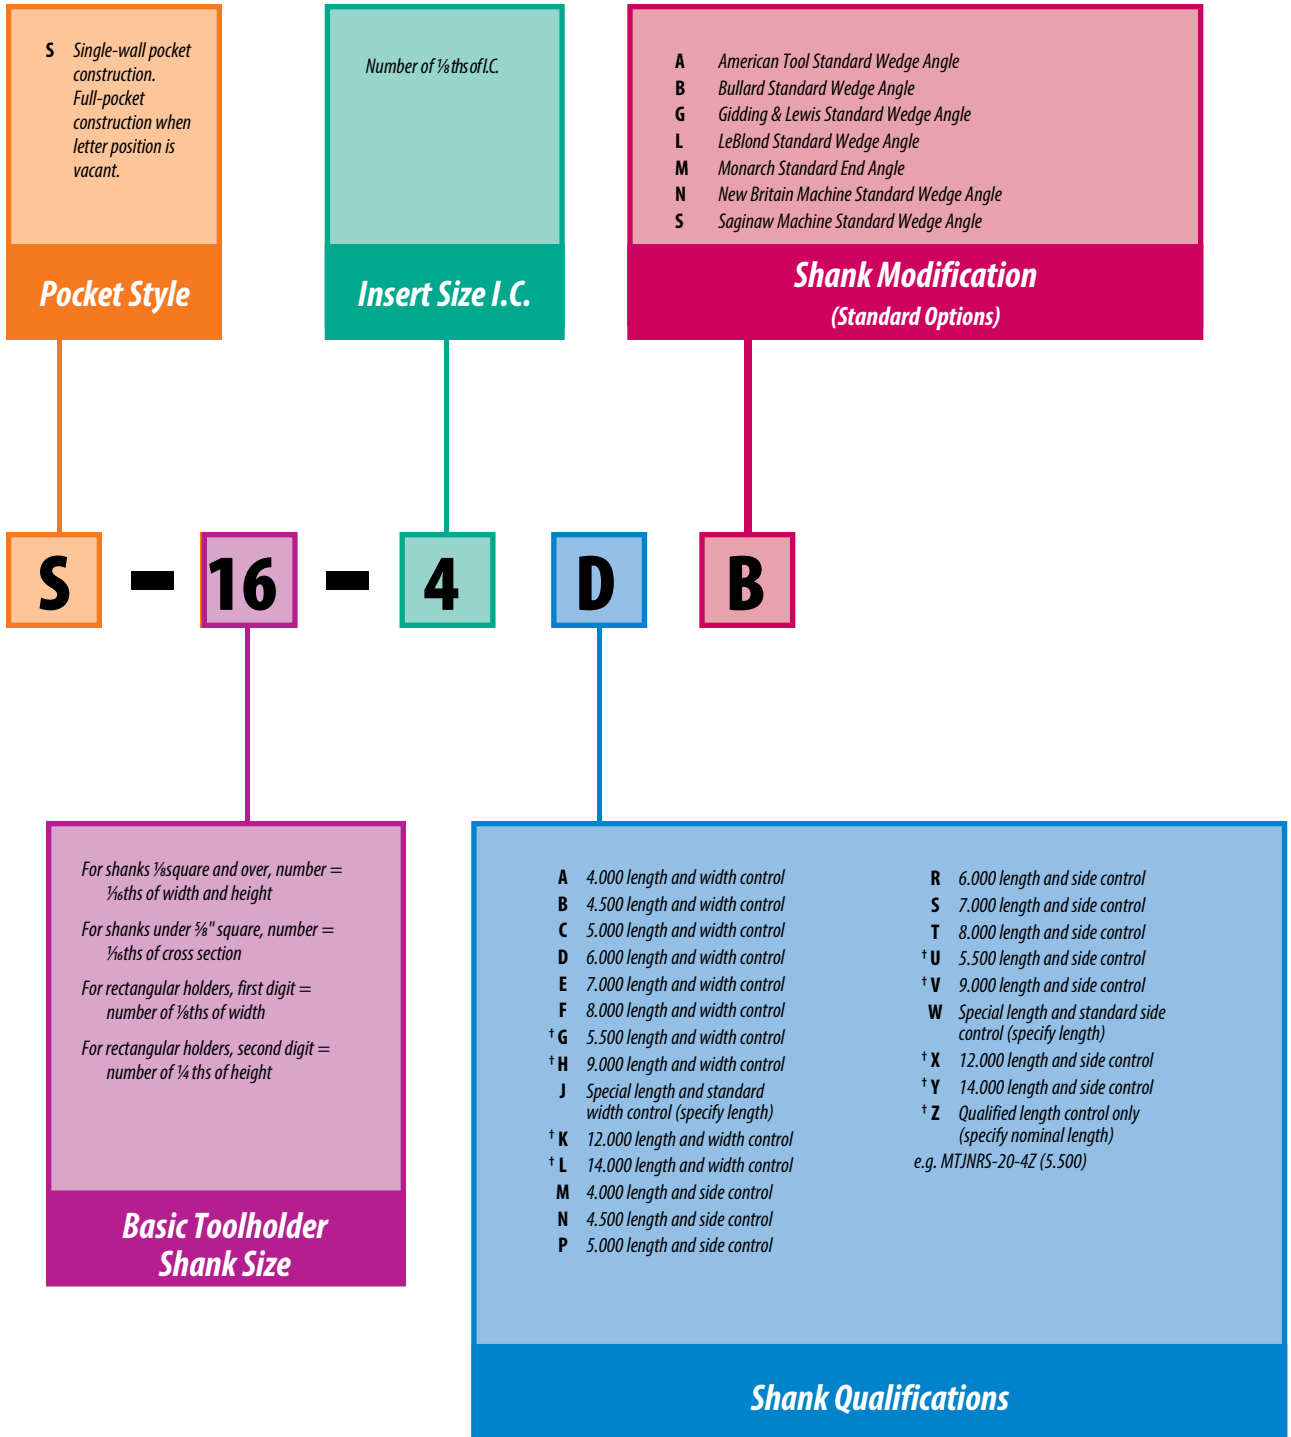 S Single-wall pocket
construction.
Full-pocket
construction when
letter position is
vacant.
Pocket Style
Number of ⅛ths of I.C.
Insert Size I.C.
A American Tool Standard Wedge Angle
B Bullard Standard Wedge Angle
G Gidding & Lewis Standard Wedge Angle
L LeBlond Standard Wedge Angle
M Monarch Standard End Angle
N New Britain Machine Standard Wedge Angle
S Saginaw Machine Standard Wedge Angle
Shank Modification
(Standard Options)
S - 16 - 4 D B
For shanks ⅛square and over, number =
1⁄16ths of width and height
For shanks under ⅝" square, number =
1⁄16ths of cross section
For rectangular holders, first digit =
number of ⅛ths of width
For rectangular holders, second digit =
number of ¼ ths of height
Basic Toolholder
Shank Size
A 4.000 length and width control
B 4.500 length and width control
C 5.000 length and width control
D 6.000 length and width control
E 7.000 length and width control
F 8.000 length and width control
† G 5.500 length and width control
† H 9.000 length and width control
J Special length and standard
width control (specify length)
† K 12.000 length and width control
† L 14.000 length and width control
M 4.000 length and side control
N 4.500 length and side control
P 5.000 length and side control
R 6.000 length and side control
S 7.000 length and side control
T 8.000 length and side control
† U 5.500 length and side control
† V 9.000 length and side control
W Special length and standard side
control (specify length)
† X 12.000 length and side control
† Y 14.000 length and side control
† Z Qualified length control only
(specify nominal length)
e.g. MTJNRS-20-4Z (5.500)
Shank Qualifications